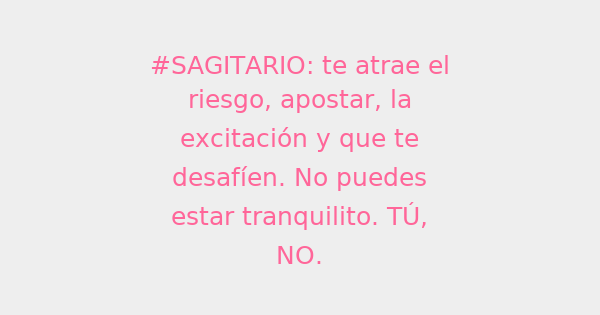 #SAGITARIO: te atrae el
riesgo, apostar, la
excitación y que te
desafíen. No puedes
estar tranquilito. TÚ,
NO.